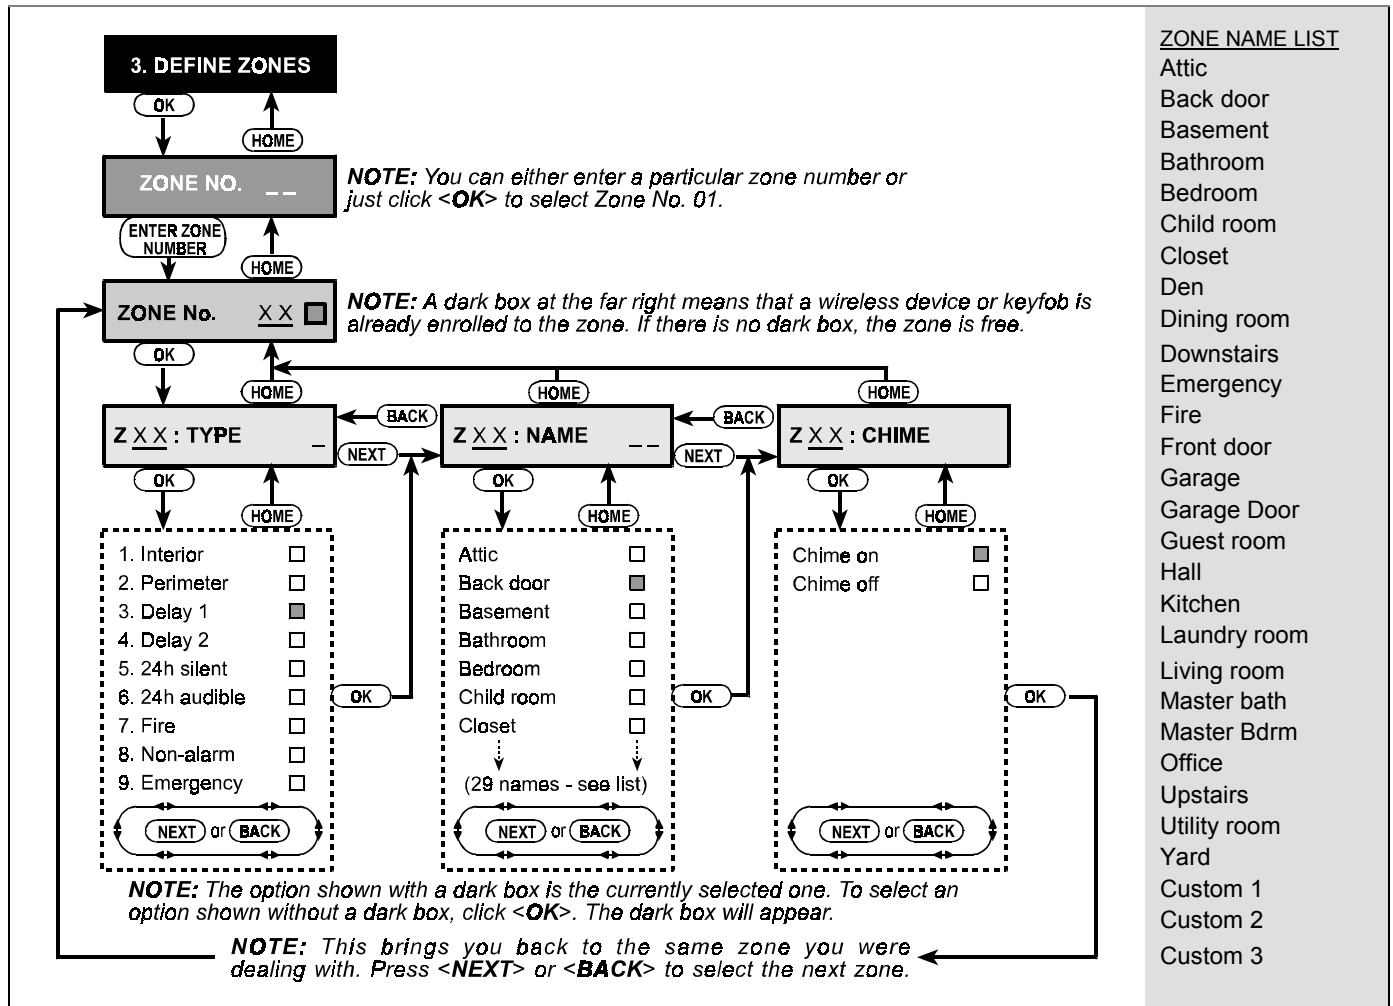 3. DEFINE ZONES
OK
HOME
ZONE NO. _ _
NOTE: You can either enter a particular zone number or
just click <OK> to select Zone No. 01.
ENTER ZONE
NUMBER
HOME
ZONE No. X X
NOTE: A dark box at the far right means that a wireless device or keyfob is
already enrolled to the zone. If there is no dark box, the zone is free.
OK
HOME
HOME
HOME
Z X X : TYPE _
BACK
NEXT
Z X X : NAME _ _
BACK
NEXT
Z X X : CHIME
OK
HOME
OK
HOME
OK
HOME
1. Interior
2. Perimeter
3. Delay 1
4. Delay 2
5. 24h silent
6. 24h audible
7. Fire
8. Non-alarm
9. Emergency
NEXT or BACK
OK
Attic
Back door
Basement
Bathroom
Bedroom
Child room
Closet
(29 names - see list)
NEXT or BACK
OK
Chime on
Chime off
NEXT or BACK
OK
NOTE: The option shown with a dark box is the currently selected one. To select an
option shown without a dark box, click <OK>. The dark box will appear.
NOTE: This brings you back to the same zone you were
dealing with. Press <NEXT> or <BACK> to select the next zone.
ZONE NAME LIST
Attic
Back door
Basement
Bathroom
Bedroom
Child room
Closet
Den
Dining room
Downstairs
Emergency
Fire
Front door
Garage
Garage Door
Guest room
Hall
Kitchen
Laundry room
Living room
Master bath
Master Bdrm
Office
Upstairs
Utility room
Yard
Custom 1
Custom 2
Custom 3